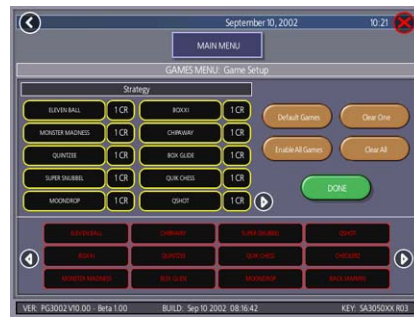 September 10, 2002 10:21
MAIN MENU
GAMES MENU: Game Setup
Strategy
ELEVEN BALL 1 CR BOXXI 1 CR
Default Games Clear One
MONSTER MADNESS 1 CR CHIPAWAY 1 CR
QUINTZEE 1 CR BOX GLIDE 1 CR
Enable All Games Clear All
SUPER SNUBBEL 1 CR QUIK CHESS 1 CR
DONE
MOONDROP 1 CR QSHOT 1 CR
ELEVEN BALL CHIPAWAY SUPER SNUBBEL QSHOT
BOXXI QUINTZEE QUIK CHESS CHECKERZ
MONSTER MADNESS BOX GLIDE MOONDROP
VER: PG3002 V10.00 - Beta 1.00 BUILD: Sep 10 2002 08:16:42 KEY: SA3050XX R03